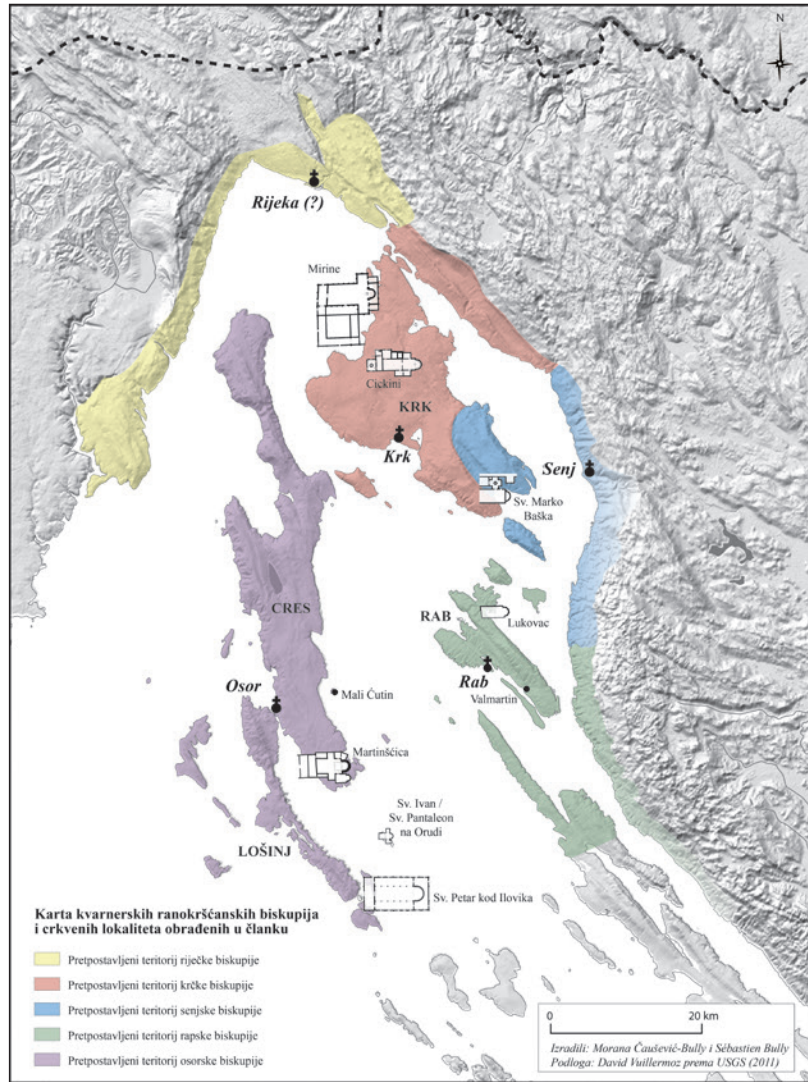 N
Rijeka (?)
Mirine
Cickini
KRK
Krk
Senj
Sv. Marko
Baška
CRES
RAB
Lukovac
Rab
Valmartin
Osor
Mali Ćutin
Martinšćica
Sv. Ivan /
Sv. Pantaleon
na Orudi
LOŠINJ
Sv. Petar kod Ilovika
Karta kvarnerskih ranokršćanskih biskupija
i crkvenih lokaliteta obrađenih u članku
Pretpostavljeni teritorij riječke biskupije
Pretpostavljeni teritorij krčke biskupije
Pretpostavljeni teritorij senjske biskupije
Pretpostavljeni teritorij rapske biskupije
Pretpostavljeni teritorij osorske biskupije
0 20 km
Izradili: Morana Čaušević-Bully i Sébastien Bully
Podloga: David Vuillermoz prema USGS (2011)